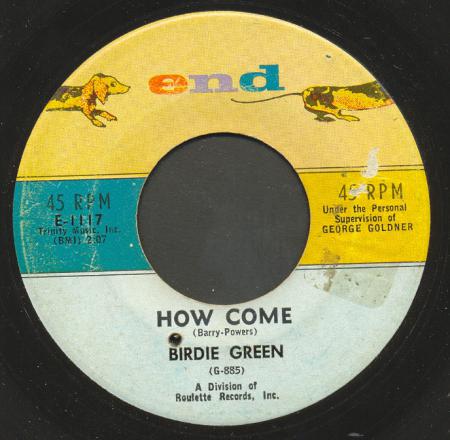 end
45 RPM
E-1117
Trinity Music, Inc.
(BMI) 2:07
45 RPM
Under the Personal
Supervision of
GEORGE GOLDNER
HOW COME
(Barry-Powers)
BIRDIE GREEN
(G-885)
A Division of
Roulette Records, Inc.